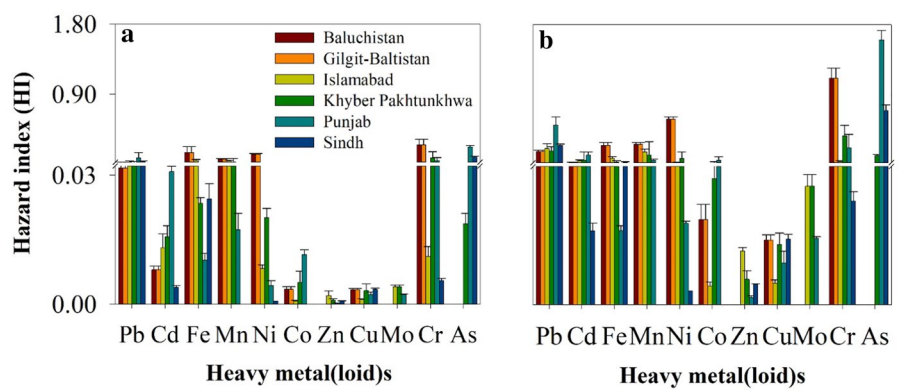 1.80
a
b
Baluchistan
Gilgit-Baltistan
Islamabad
Khyber Pakhtunkhwa
Punjab
Sindh
0.90
0.03
0.00
Hazard index (HI)
Pb Cd Fe Mn Ni Co Zn Cu Mo Cr As
Pb Cd Fe Mn Ni Co Zn Cu Mo Cr As
Heavy metal(loid)s
Heavy metal(loid)s